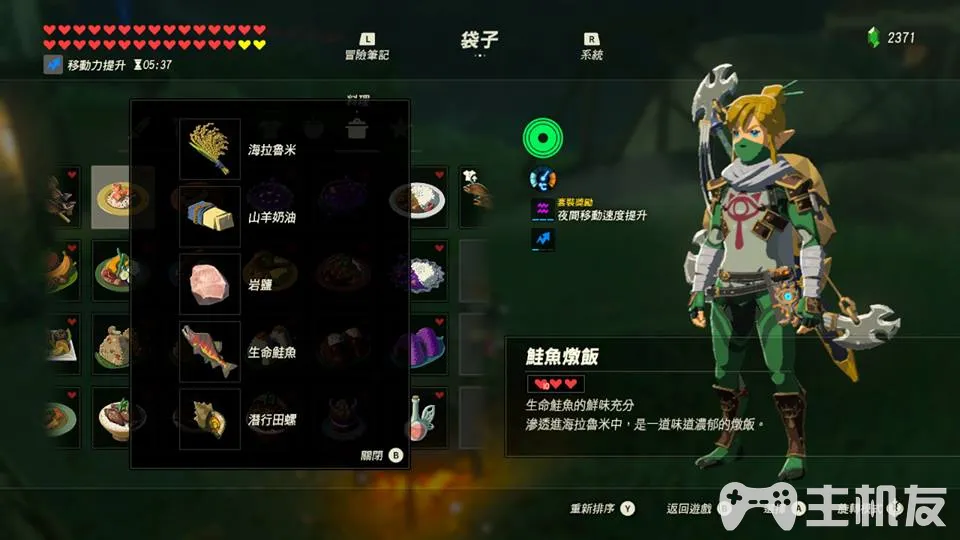 L
袋子
R
冒險筆記
系統
2371
移動力提升 05:37
料理
海拉魯米
套裝獎勵
夜間移動速度提升
山羊奶油
岩鹽
生命鮭魚
鮭魚燉飯
生命鮭魚的鮮味充分
滲透進海拉魯米中，是一道味道濃郁的燉飯。
潛行田螺
關閉 B
重新排序 Y
返回遊戲
主机友